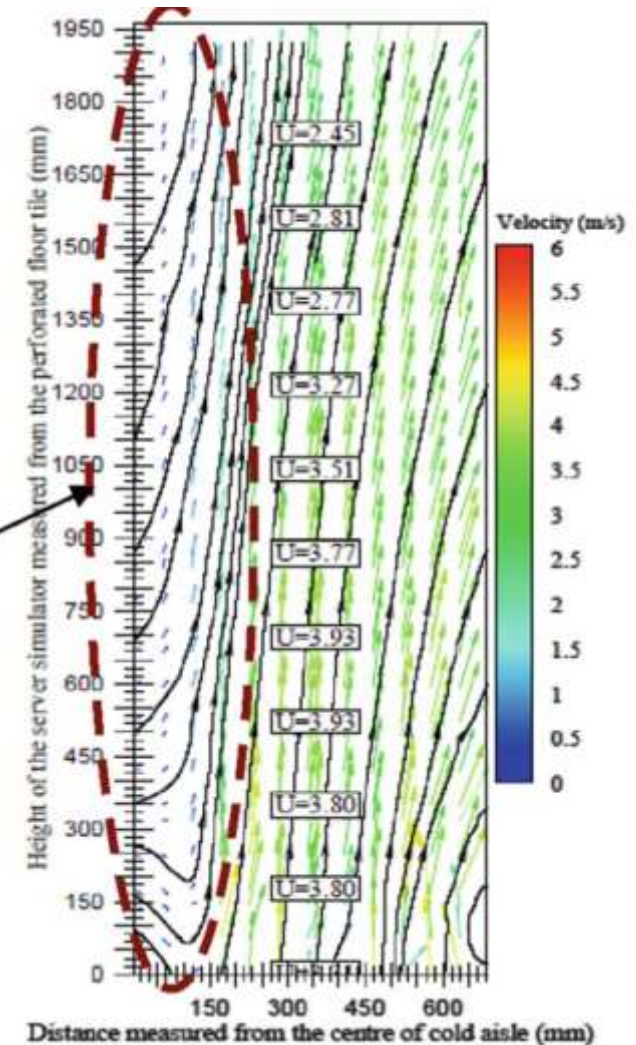 Height of the server simulator measured from the perforated floor tile (mm)
1950
1800
1650
1500
1350
1200
1050
900
750
600
450
300
150
0
U=2.45
U=2.81
U=2.77
U=3.27
U=3.51
U=3.77
U=3.93
U=3.93
U=3.80
U=3.80
Velocity (m/s)
6
5.5
5
4.5
4
3.5
3
2.5
2
1.5
1
0.5
0
150 300 450 600
Distance measured from the centre of cold aisle (mm)